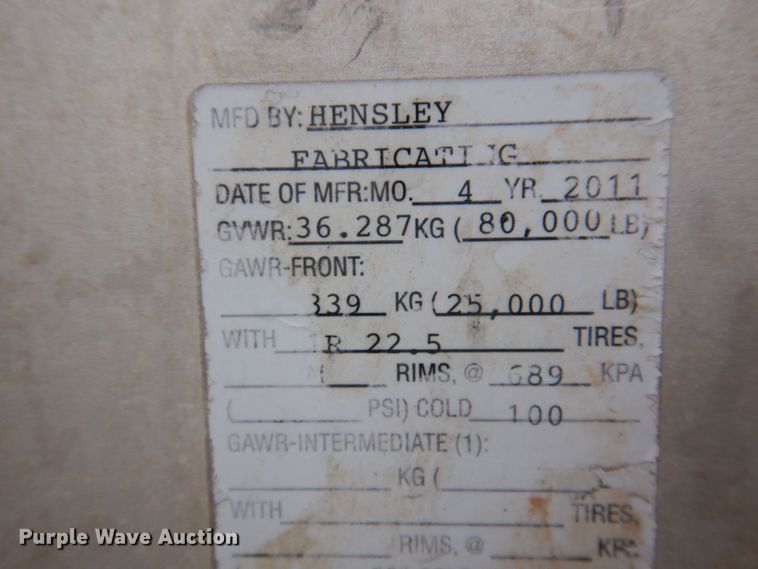 MFD BY: HENSLEY
FABRICATING
DATE OF MFR: MO. 4 YR. 2011
GVWR: 36.287 KG ( 80,000 LB)
GAWR-FRONT:
339 KG (25,000 LB)
WITH R 22.5 TIRES,
RIMS, @ 689 KPA
( PSI) COLD 100
GAWR-INTERMEDIATE (1):
KG (
WITH TIRES,
RIMS, @ KPA
Purple Wave Auction